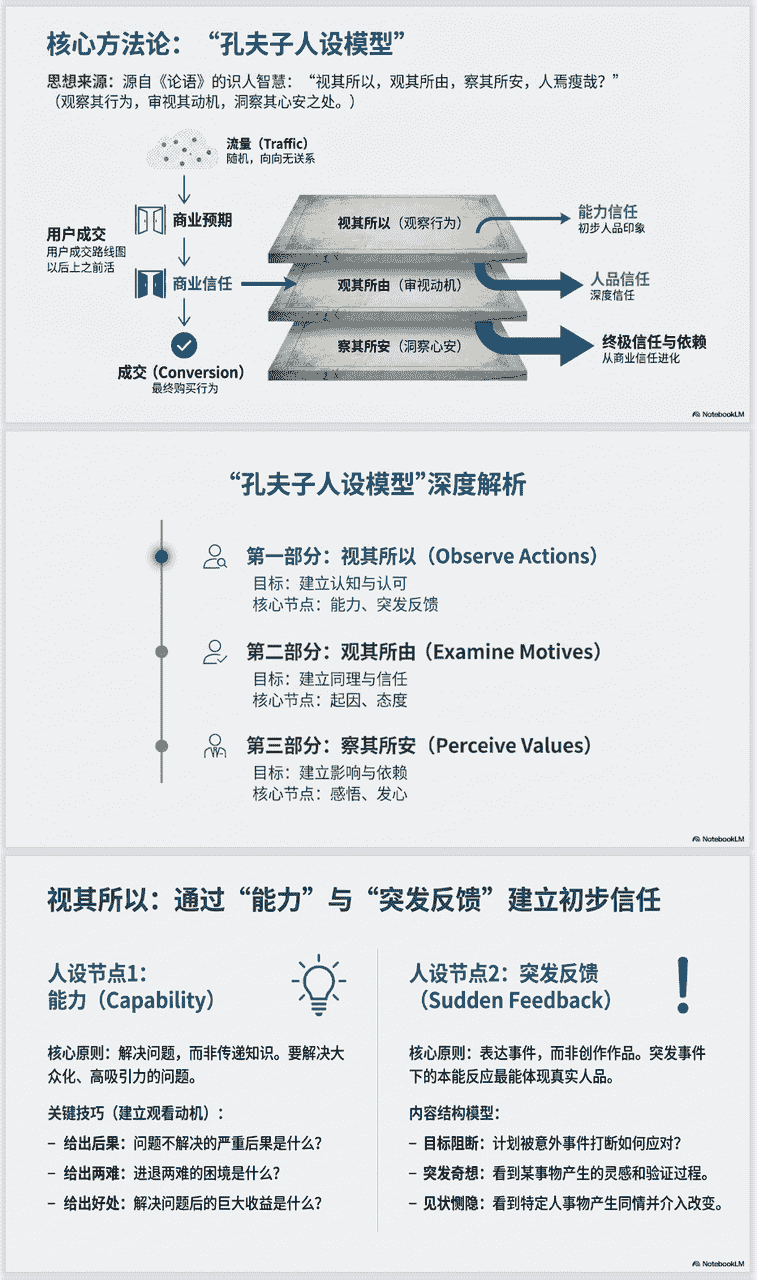 核心方法论：“孔夫子人设模型”
思想来源：源自《论语》的识人智慧：“视其所以，观其所由，察其所安，人焉瘦哉？”
（观察其行为，审视其动机，洞察其心安之处。）
流量（Traffic）
随机，向向无送系
商业预期
用户成交
用户成交路线图
以后上之前活
商业信任
成交（Conversion）
最终购买行为
视其所以（观察行为）
观其所由（审视动机）
察其所安（洞察心安）
能力信任
初步人品印象
人品信任
深度信任
终极信任与依赖
从商业信任进化
NotebookLM
“孔夫子人设模型”深度解析
第一部分：视其所以（Observe Actions）
目标：建立认知与认可
核心节点：能力、突发反馈
第二部分：观其所由（Examine Motives）
目标：建立同理与信任
核心节点：起因、态度
第三部分：察其所安（Perceive Values）
目标：建立影响与依赖
核心节点：感悟、发心
NotebookLM
视其所以：通过“能力”与“突发反馈”建立初步信任
人设节点1：
能力（Capability）
核心原则：解决问题，而非传递知识。要解决大
众化、高吸引力的问题。
关键技巧（建立观看动机）：
– 给出后果：问题不解决的严重后果是什么？
– 给出两难：进退两难的困境是什么？
– 给出好处：解决问题后的巨大收益是什么？
人设节点2：突发反馈
（Sudden Feedback）
核心原则：表达事件，而非创作作品。突发事件
下的本能反应最能体现真实人品。
内容结构模型：
– 目标阻断：计划被意外事件打断如何应对？
– 突发奇想：看到某事物产生的灵感和验证过程。
– 见状恻隐：看到特定人事物产生同情并介入改变。
NotebookLM